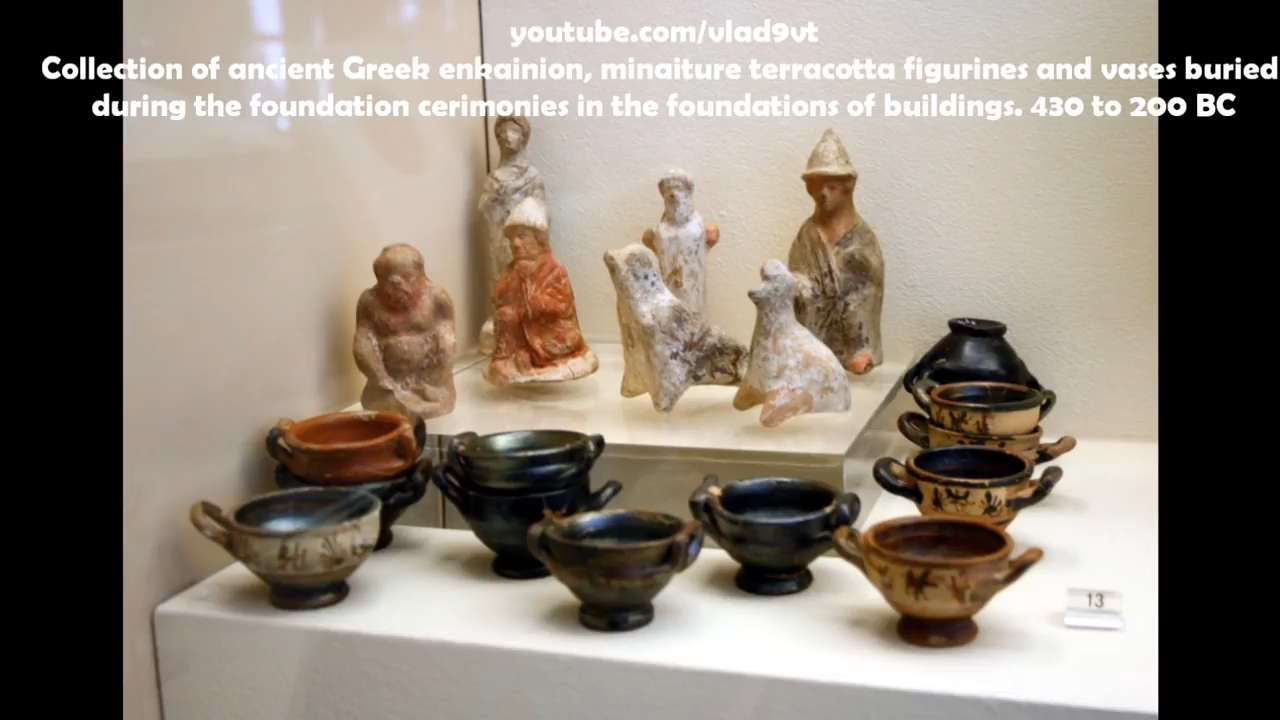 youtube.com/vlad9vt
Collection of ancient Greek enkainion, minaiture terracotta figurines and vases buried
during the foundation cerimonies in the foundations of buildings. 430 to 200 BC
13